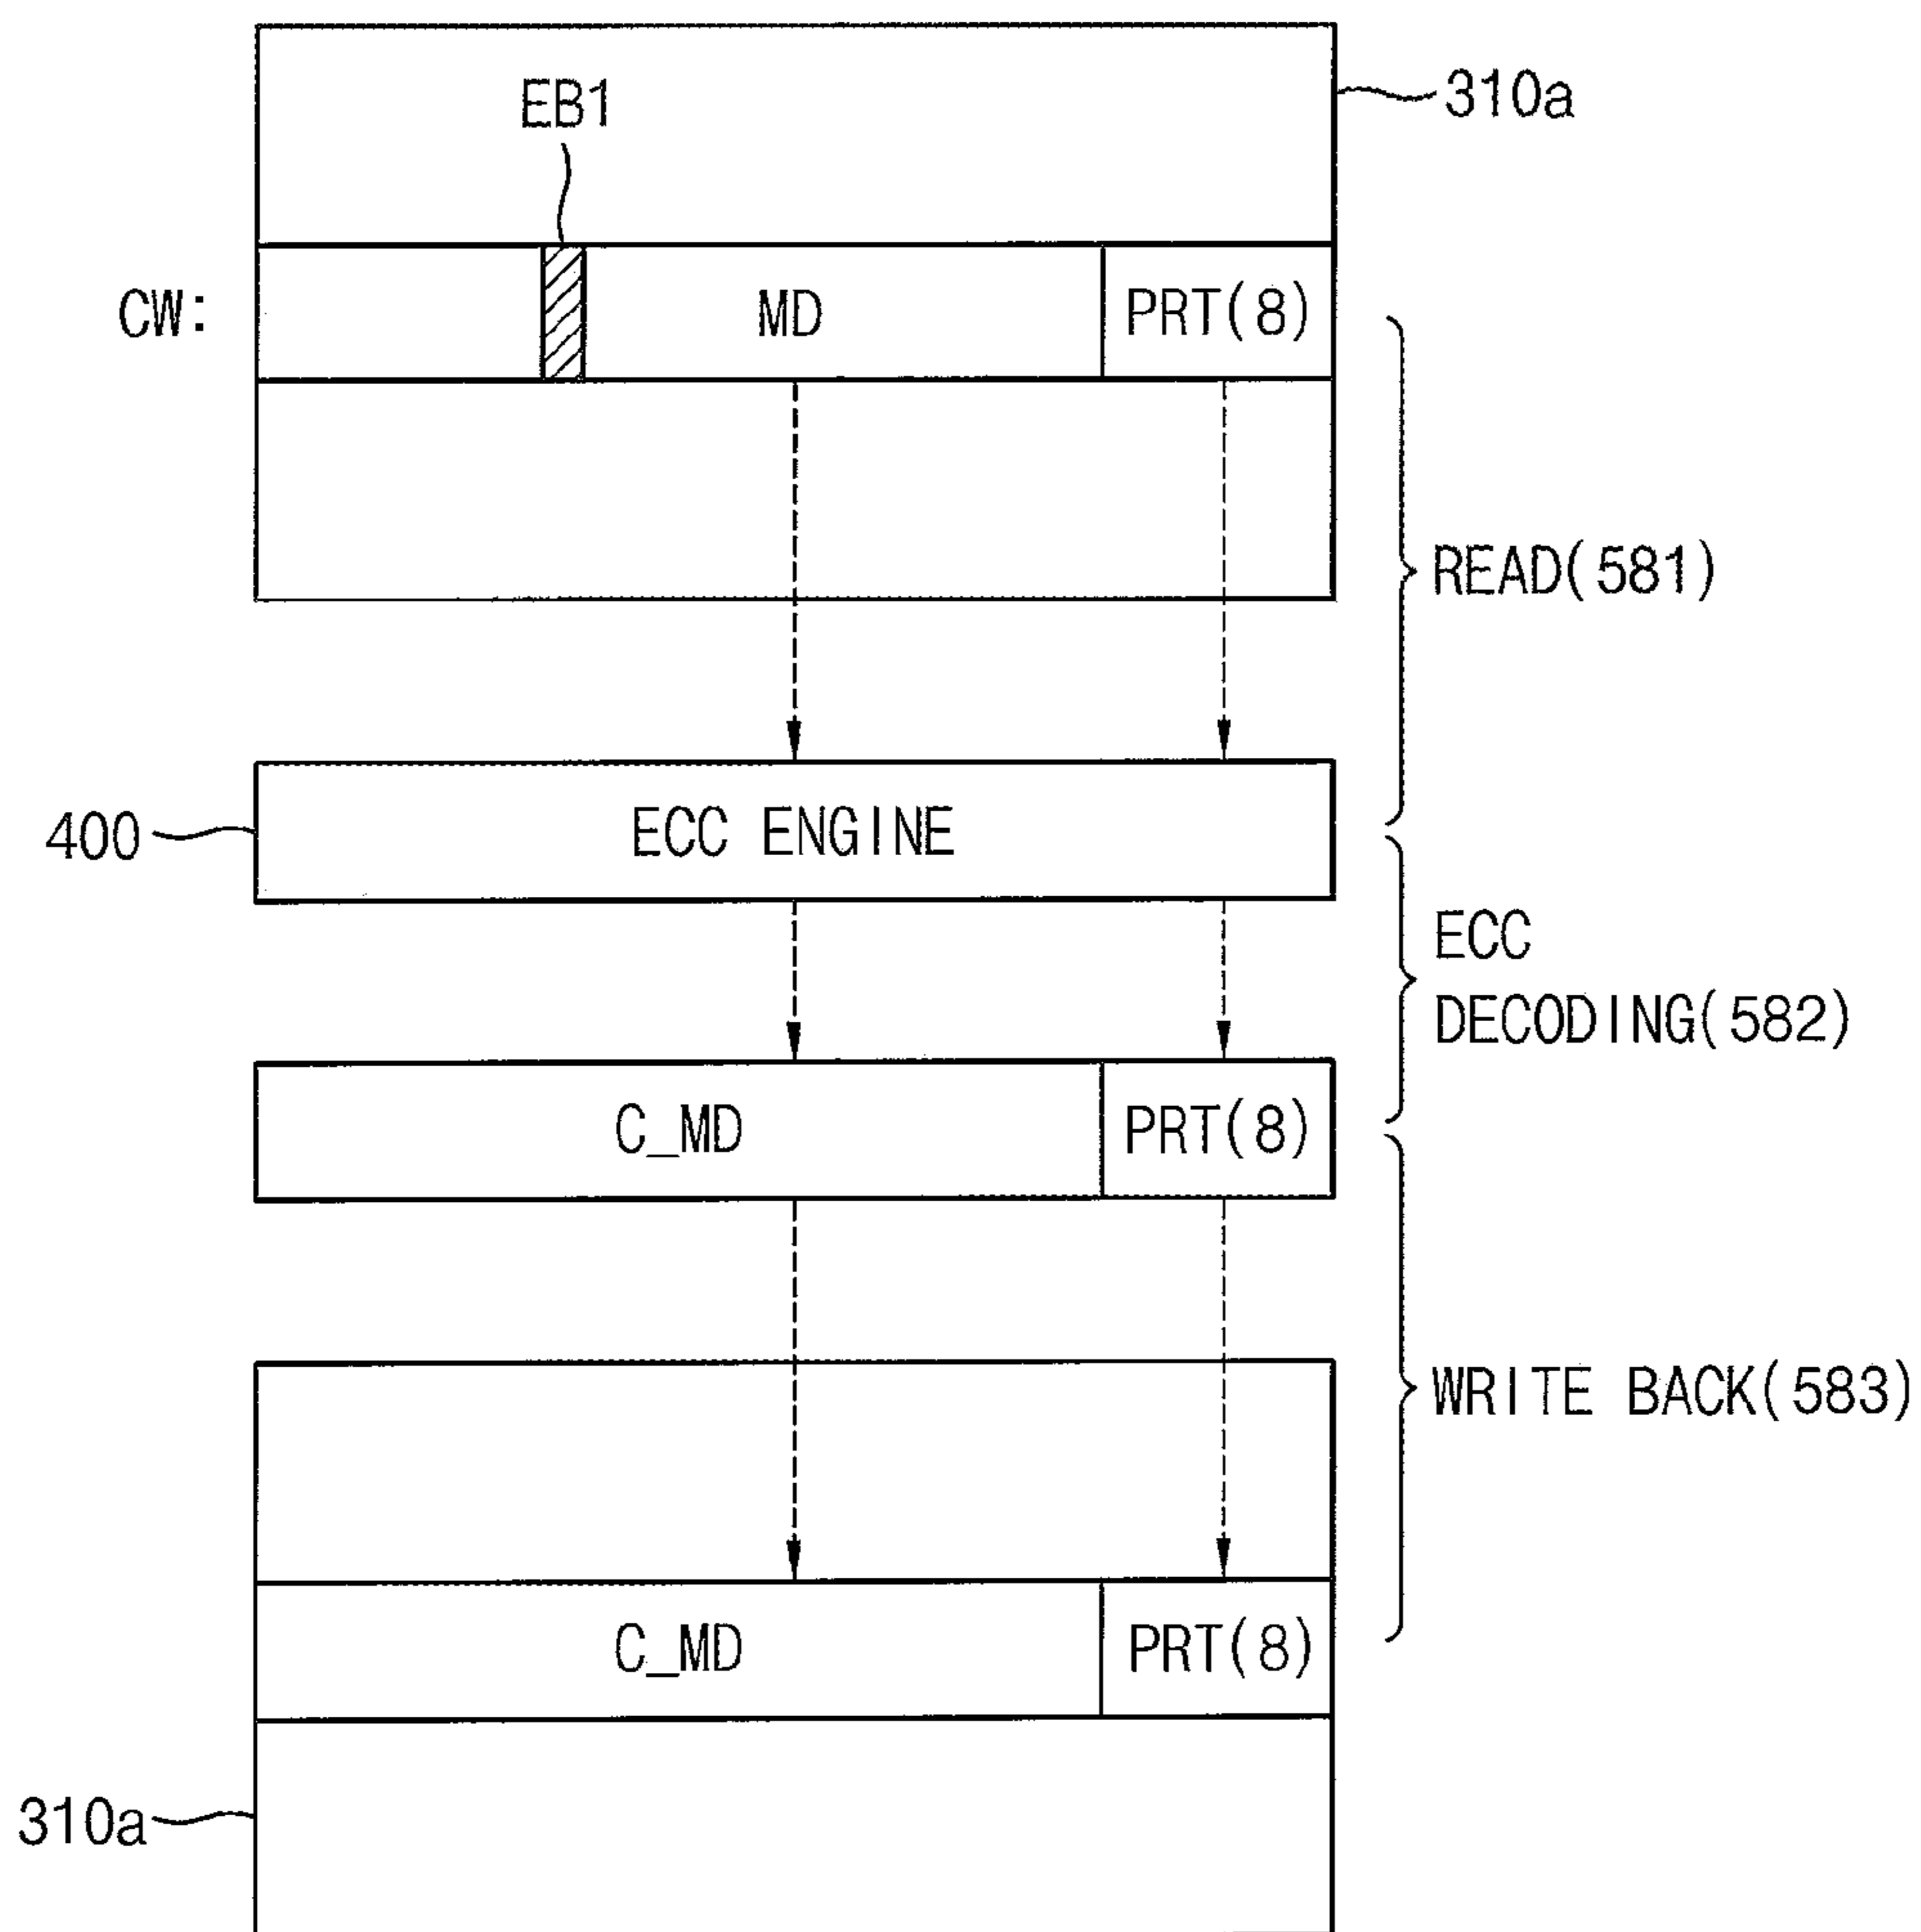 EB1
310a
CW:
MD
PRT(8)
READ(581)
400
ECC ENGINE
ECC
DECODING(582)
C_MD
PRT(8)
WRITE BACK(583)
C_MD
PRT(8)
310a